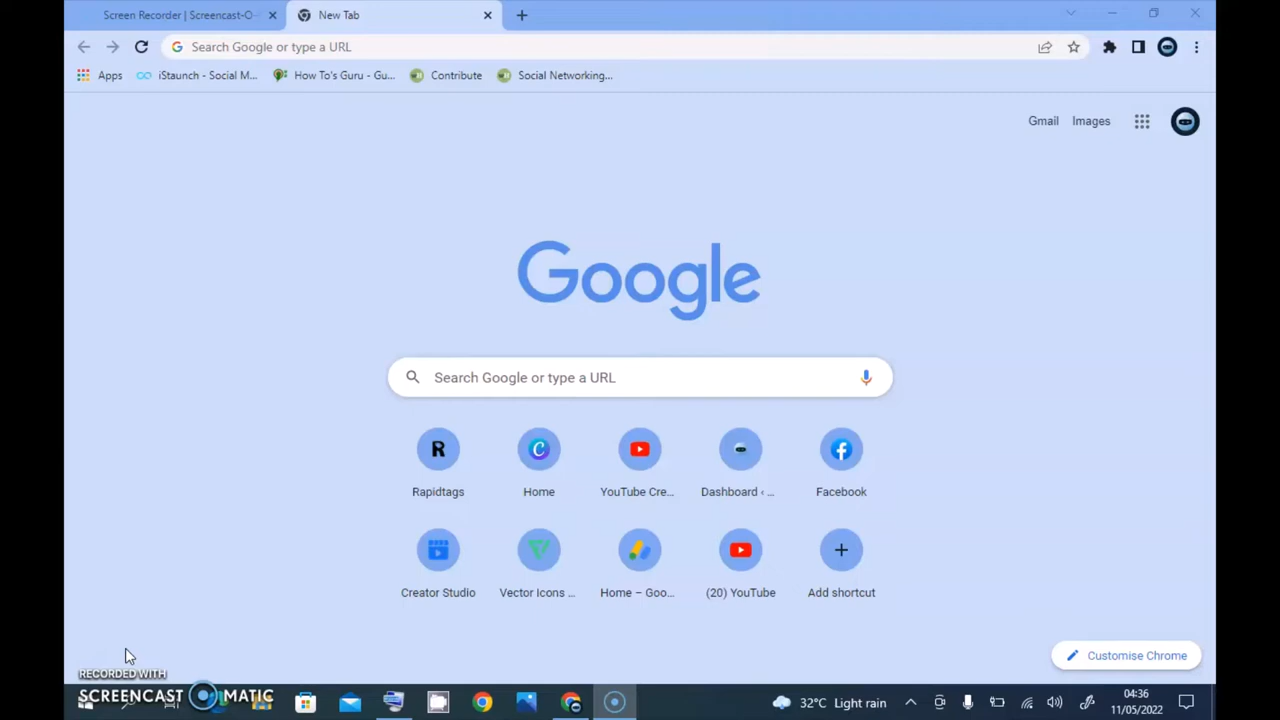 Screen Recorder | Screencast-O-
New Tab
Search Google or type a URL
Apps
iStaunch - Social M...
How To's Guru - Gu...
Contribute
Social Networking...
Gmail
Images
Google
Search Google or type a URL
Rapidtags
Home
YouTube Cre...
Dashboard ‹ ...
Facebook
Creator Studio
Vector Icons ...
Home – Goo...
(20) YouTube
Add shortcut
Customise Chrome
RECORDED WITH
SCREENCAST MATIC
32°C Light rain
04:36
11/05/2022